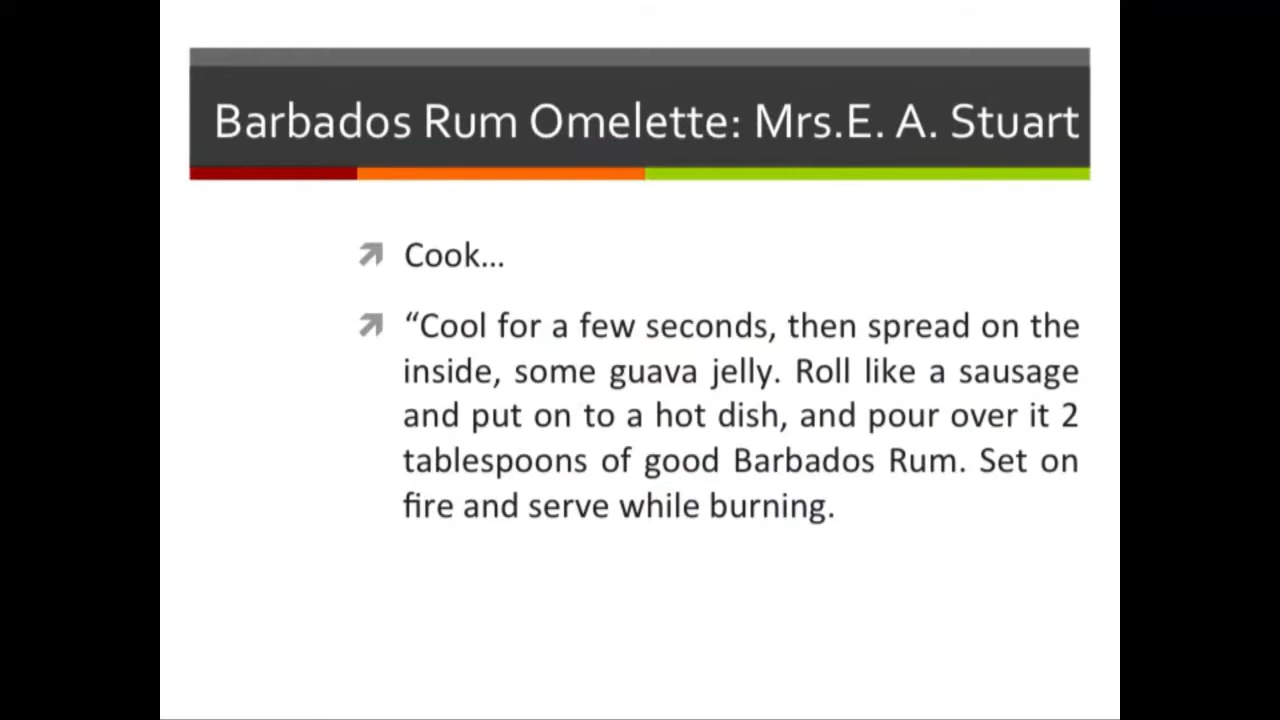 Barbados Rum Omelette: Mrs.E. A. Stuart
Cook...
“Cool for a few seconds, then spread on the
inside, some guava jelly. Roll like a sausage
and put on to a hot dish, and pour over it 2
tablespoons of good Barbados Rum. Set on
fire and serve while burning.